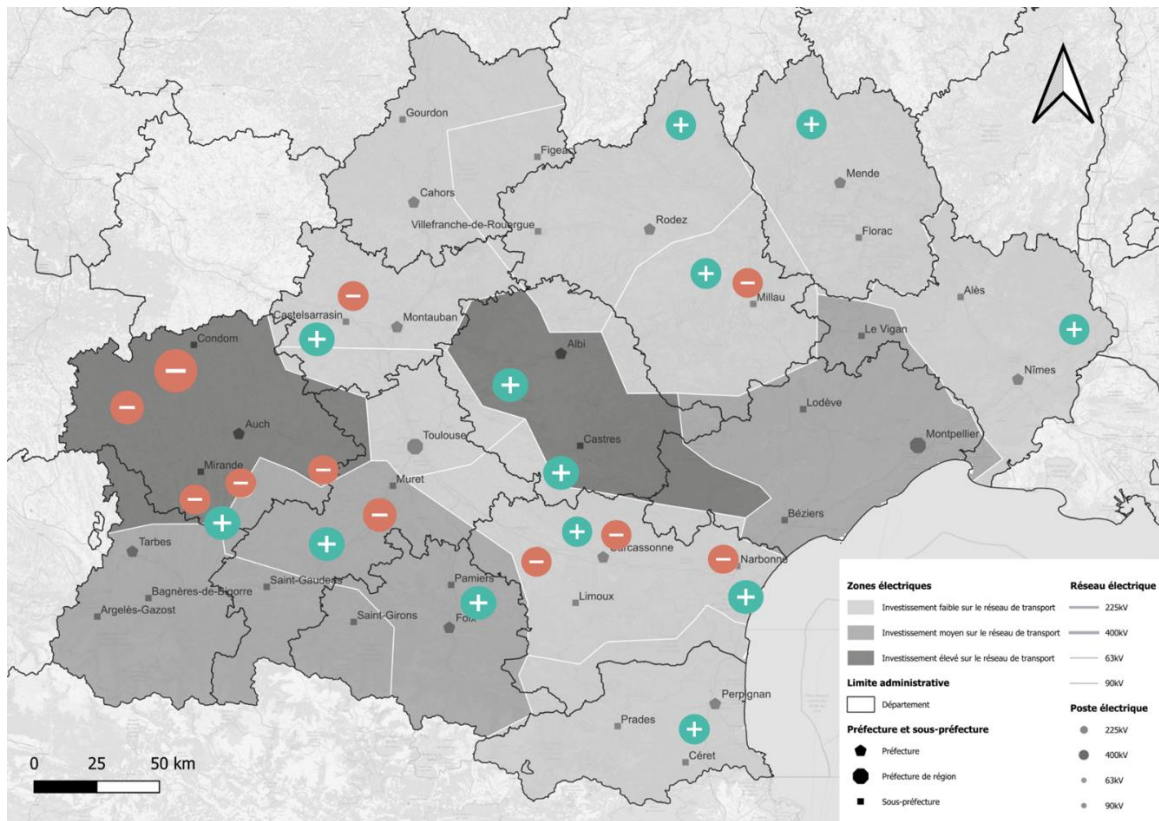 Gourdon
Figeac
Cahors
Mende
Villefranche-de-Rouergue
Rodez
Florac
Alès
Castelsarrasin
Montauban
Millau
Condom
Albi
Le Vigan
Nîmes
Lodève
Auch
Toulouse
Castres
Montpellier
Mirande
Muret
Béziers
Tarbes
Carcassonne
Narbonne
Bagnères-de-Bigorre
Saint-Gaudens
Pamiers
Limoux
Argelès-Gazost
Saint-Girons
Foix
Perpignan
Prades
Céret
0 25 50 km
Zones électriques
Investissement faible sur le réseau de transport
Investissement moyen sur le réseau de transport
Investissement élevé sur le réseau de transport
Limite administrative
Département
Préfecture et sous-préfecture
Préfecture
Préfecture de région
Sous-préfecture
Réseau électrique
225kV
400kV
63kV
90kV
Poste électrique
225kV
400kV
63kV
90kV